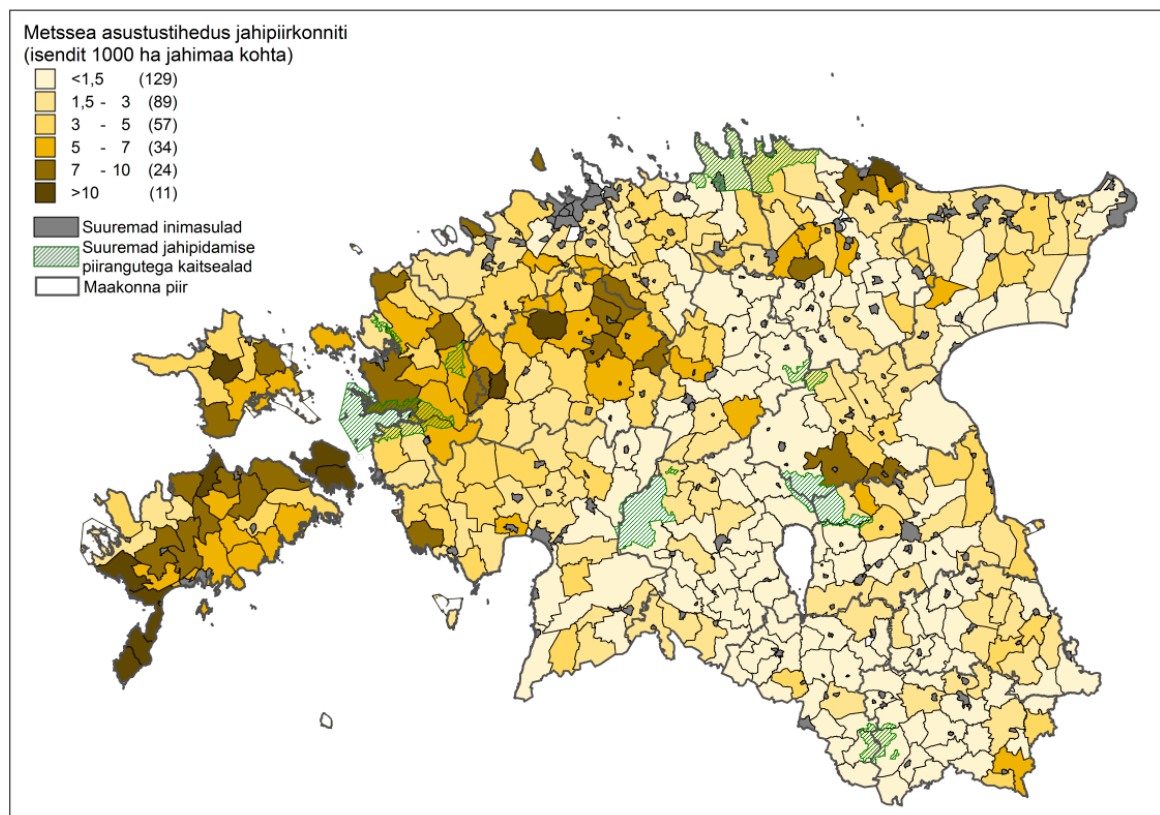 Metssea asustustihedus jahipiirkonniti
(isendit 1000 ha jahimaa kohta)
<1,5 (129)
1,5 - 3 (89)
3 - 5 (57)
5 - 7 (34)
7 - 10 (24)
>10 (11)
Suuremad inimasulad
Suuremad jahipidamise
piirangutega kaitsealad
Maakonna piir